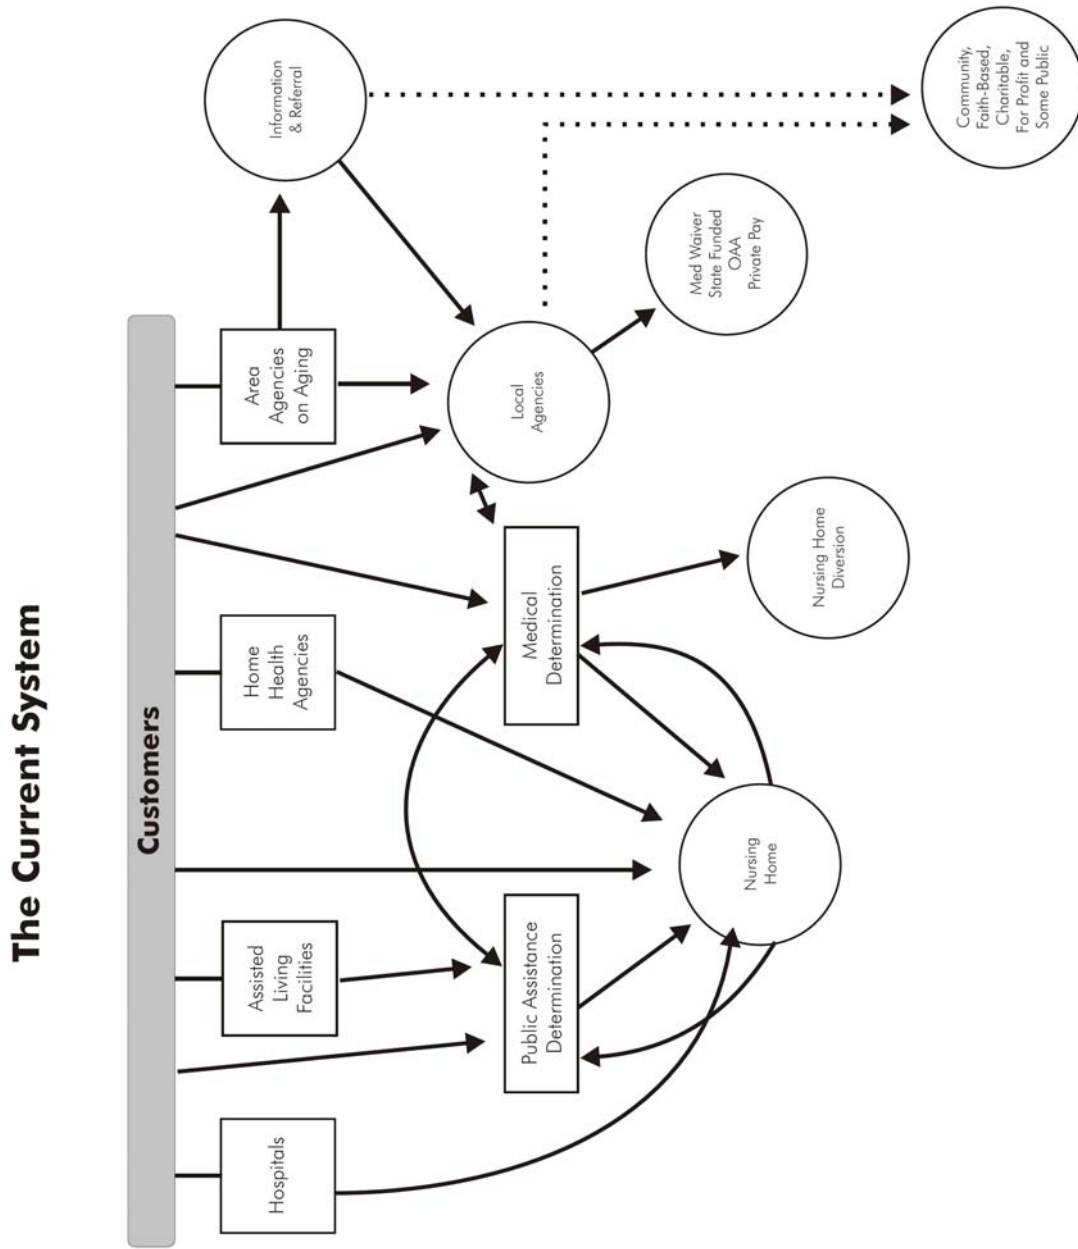 The Current System
Customers
Hospitals
Assisted
Living
Facilities
Home
Health
Agencies
Area
Agencies
on Aging
Information
& Referral
Public Assistance
Determination
Medical
Determination
Local
Agencies
Nursing
Home
Nursing Home
Diversion
Med Waiver
State Funded
OAA
Private Pay
Community,
Faith-Based,
Charitable,
For Profit and
Some Public